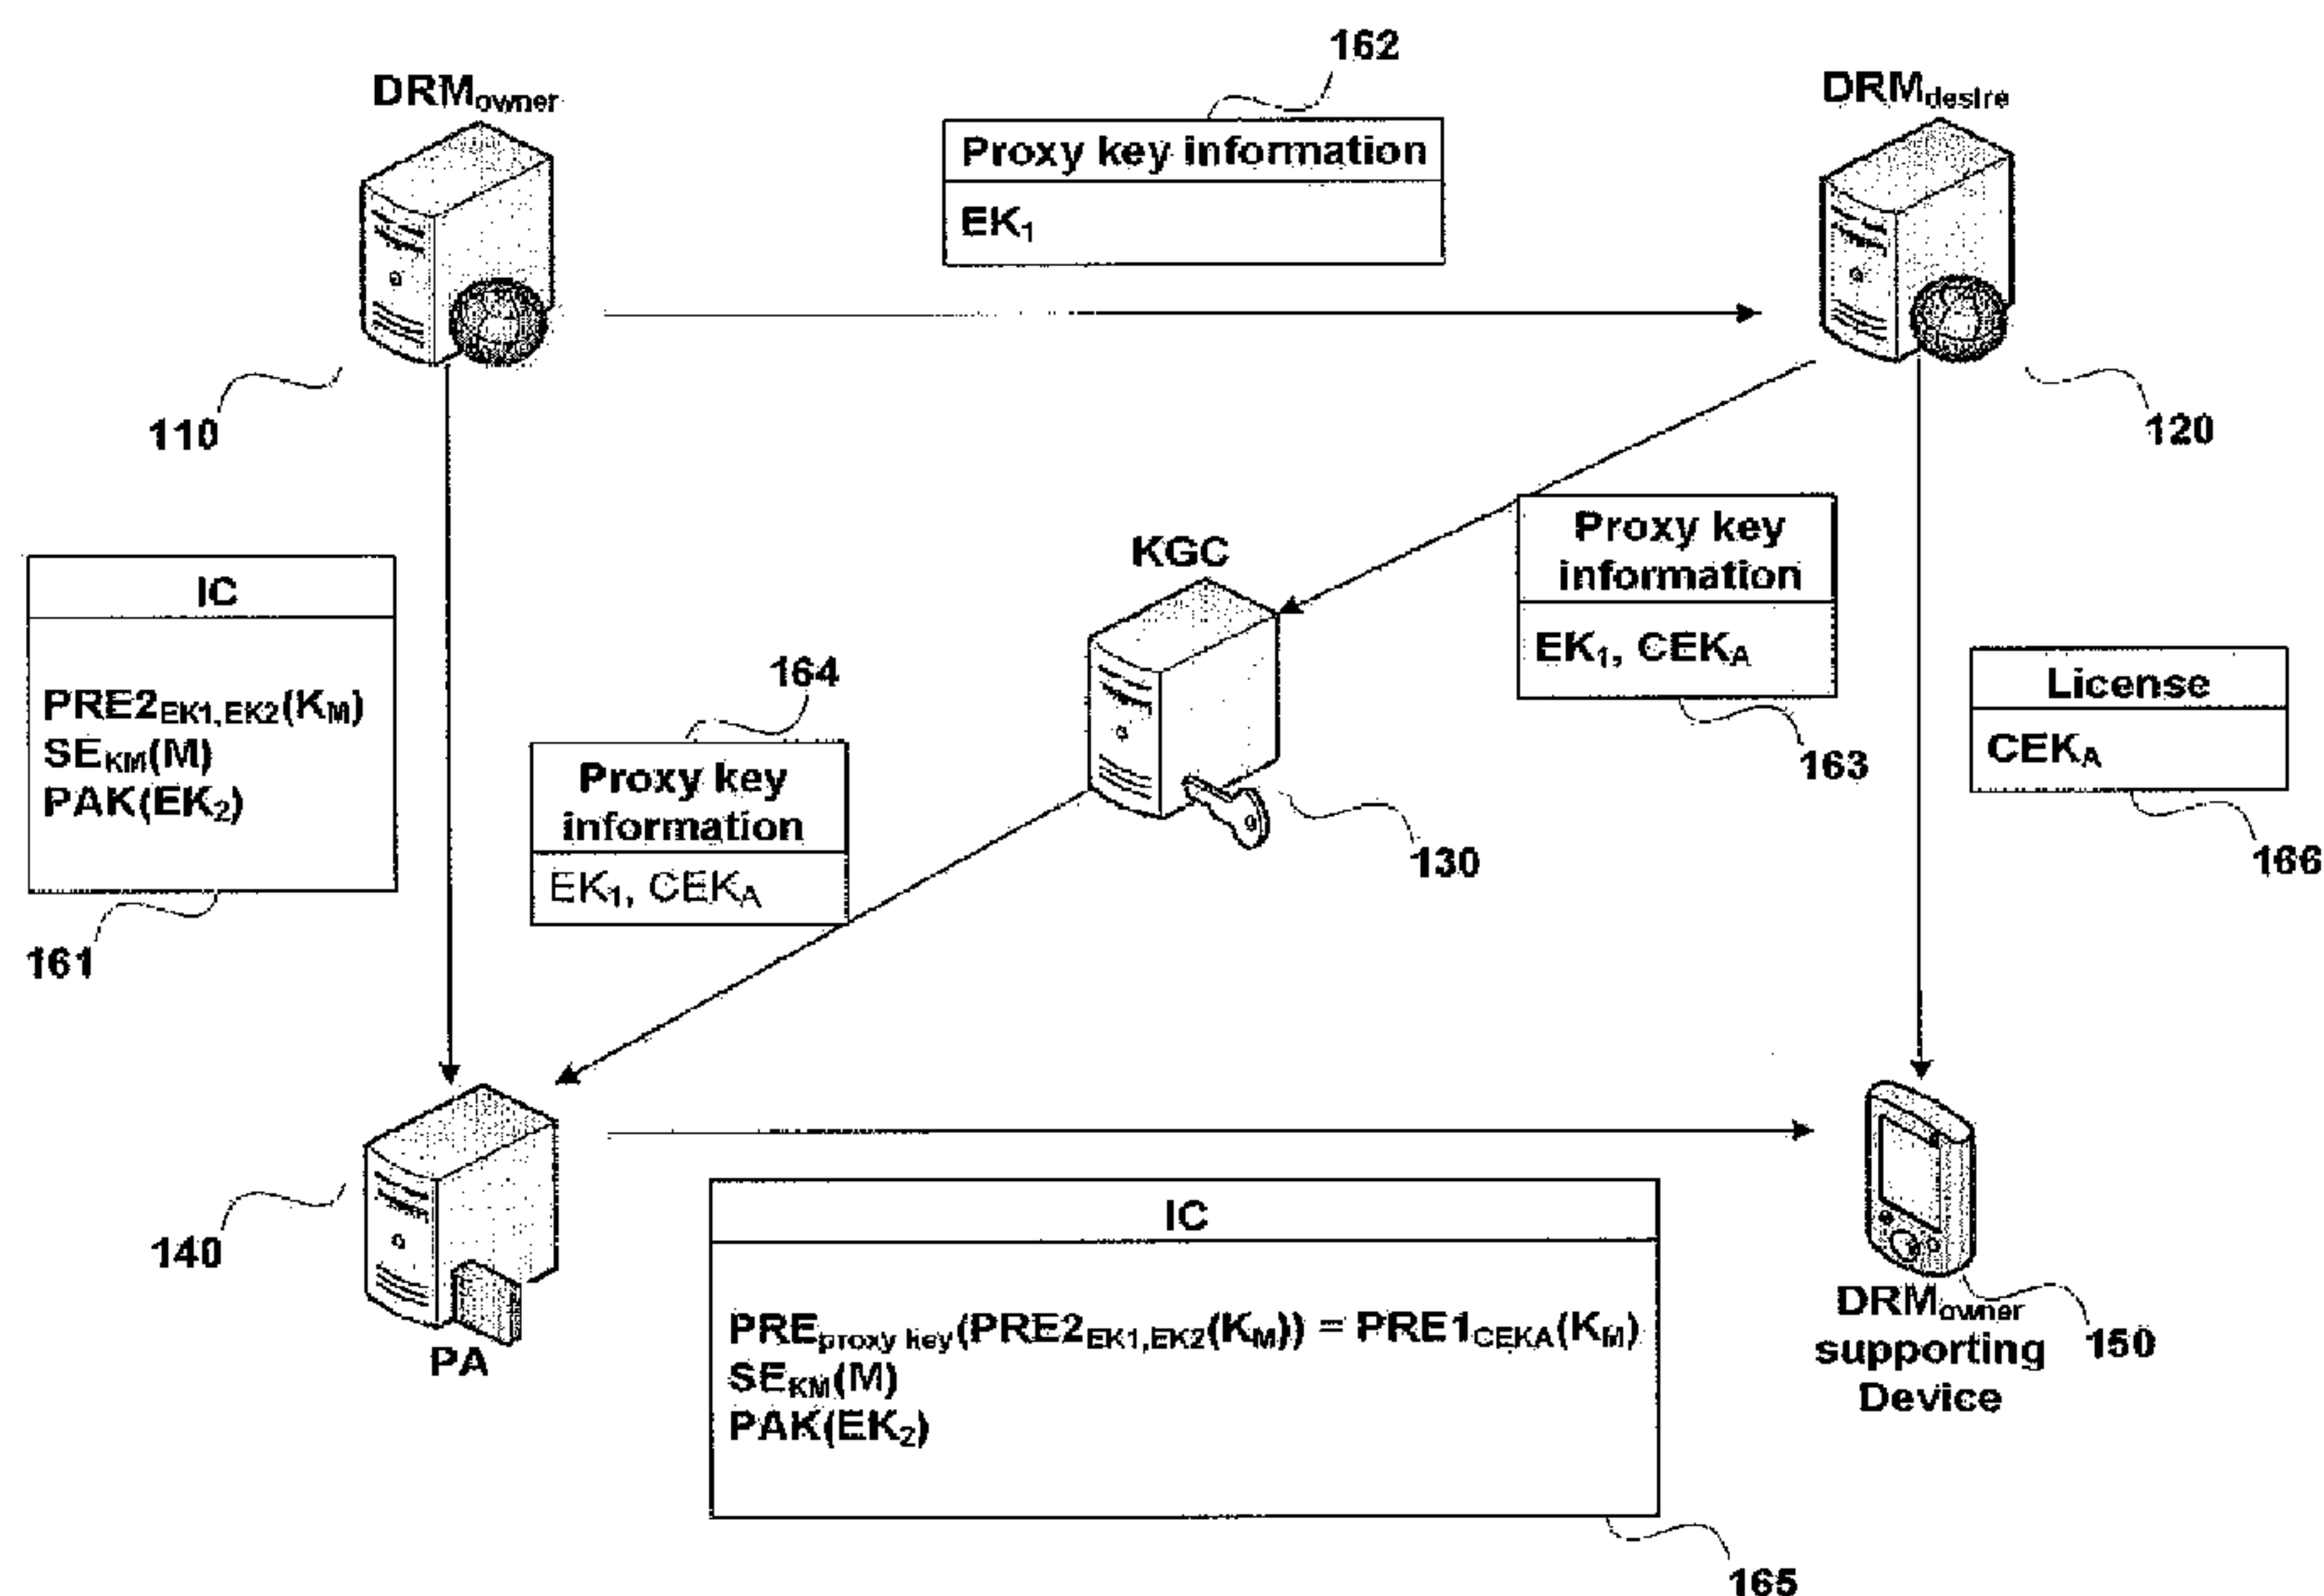 162
DRMowner
DRMdesire
Proxy key information
EK1
110
120
KGC
Proxy key
information
EK1, CEKA
163
IC
PRE2EK1,EK2(KM)
SEKM(M)
PAK(EK2)
161
164
Proxy key
information
EK1, CEKA
130
License
CEKA
166
140
PA
IC
PREproxy key(PRE2EK1,EK2(KM)) = PRE1CEKA(KM)
SEKM(M)
PAK(EK2)
165
DRMowner
supporting
Device
150